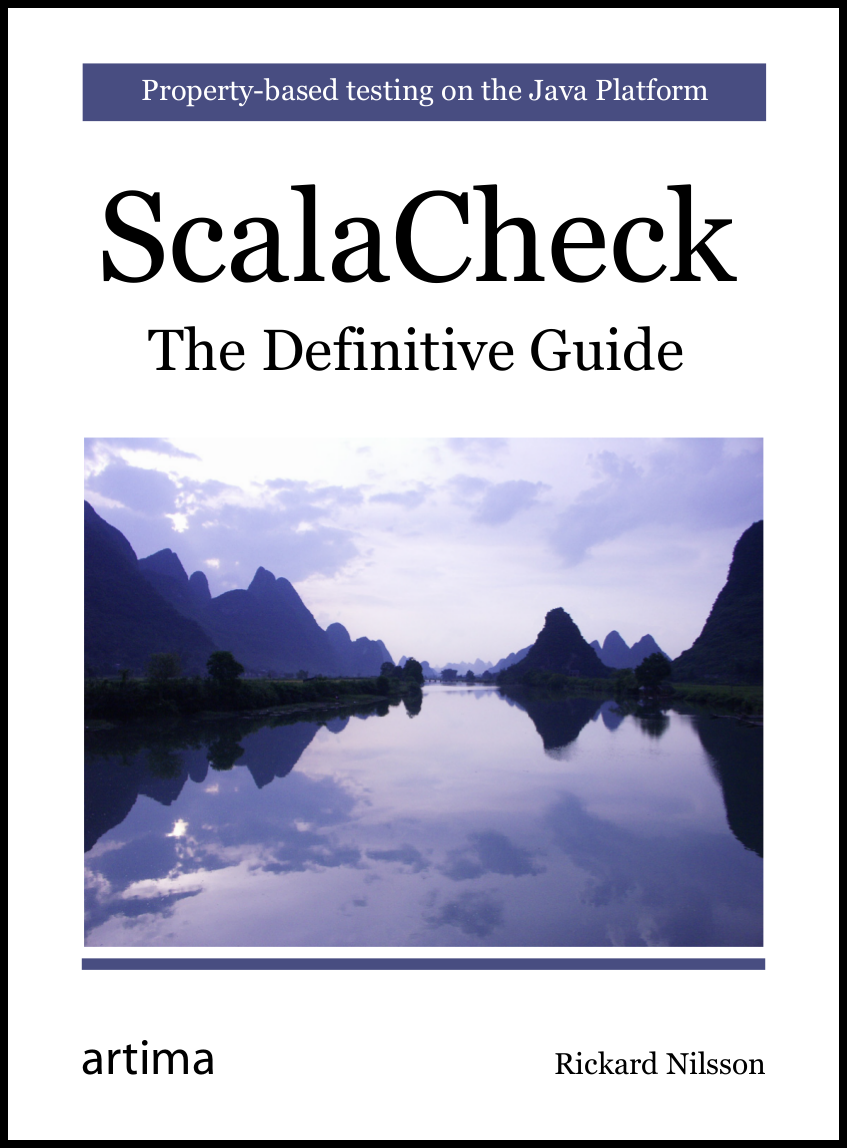 Property-based testing on the Java Platform
ScalaCheck
The Definitive Guide
artima
Rickard Nilsson